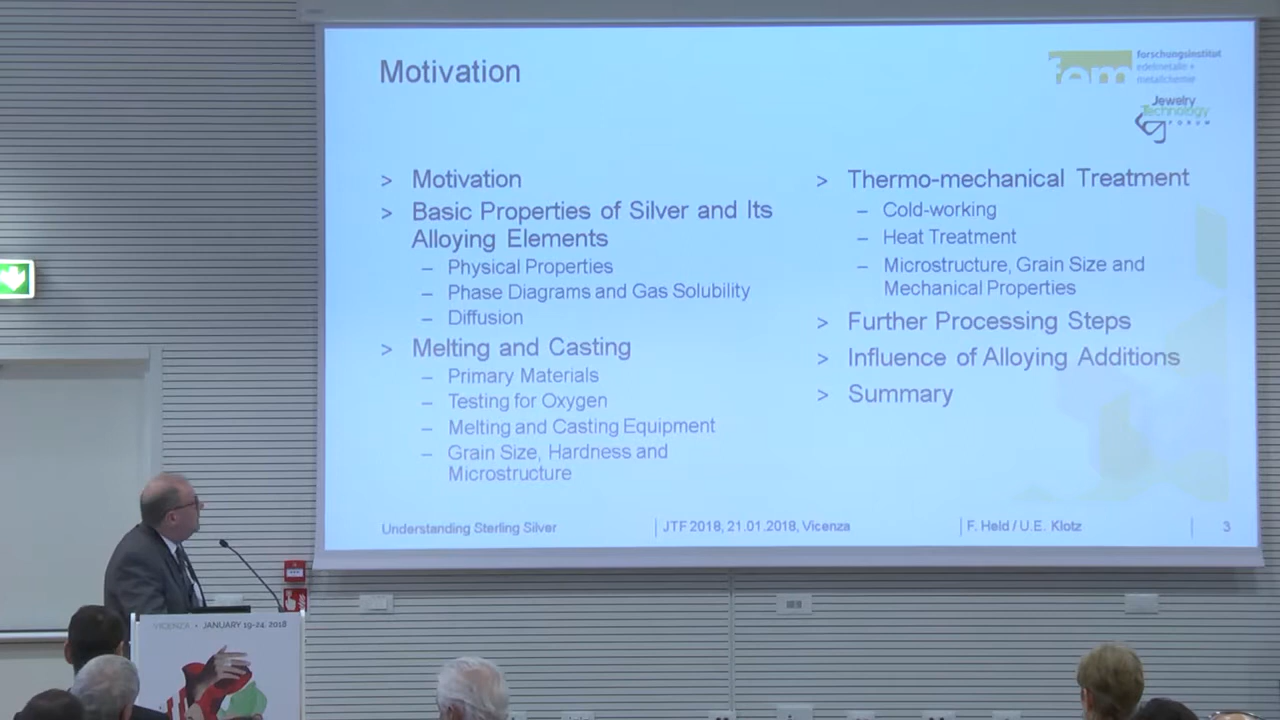 Motivation
fem
forschungsinstitut
edelmetalle +
metallchemie
Jewelry
Technology
FORUM
> Motivation
> Basic Properties of Silver and Its
Alloying Elements
– Physical Properties
– Phase Diagrams and Gas Solubility
– Diffusion
> Melting and Casting
– Primary Materials
– Testing for Oxygen
– Melting and Casting Equipment
– Grain Size, Hardness and
Microstructure
> Thermo-mechanical Treatment
– Cold-working
– Heat Treatment
– Microstructure, Grain Size and
Mechanical Properties
> Further Processing Steps
> Influence of Alloying Additions
> Summary
Understanding Sterling Silver
JTF 2018, 21.01.2018, Vicenza
F. Held / U.E. Klotz
3
VICENZA • JANUARY 19-24, 2018